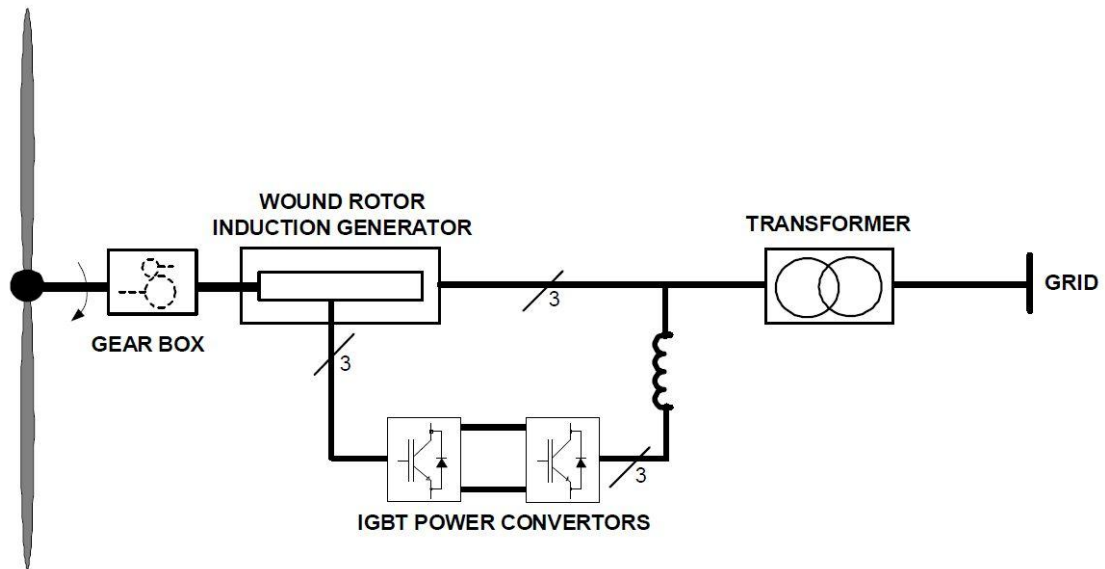 WOUND ROTOR
INDUCTION GENERATOR
TRANSFORMER
GRID
GEAR BOX
3
3
3
IGBT POWER CONVERTORS